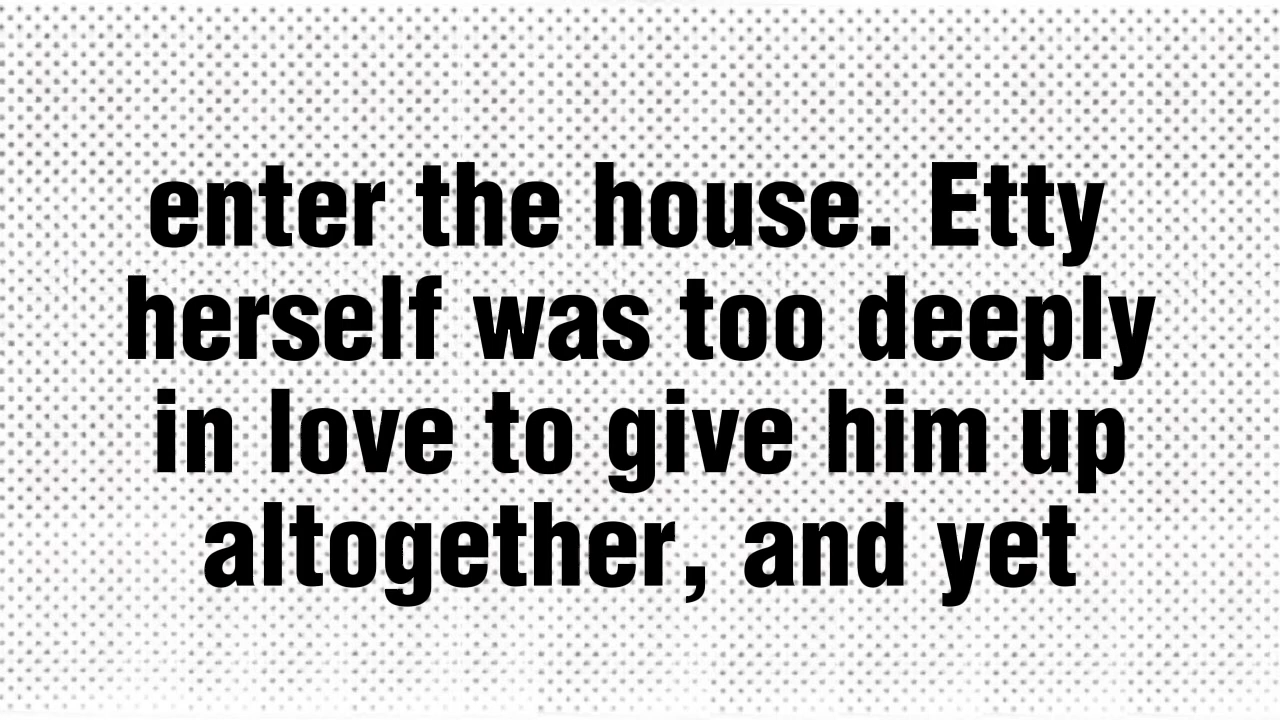 enter the house. Etty
herself was too deeply
in love to give him up
altogether, and yet